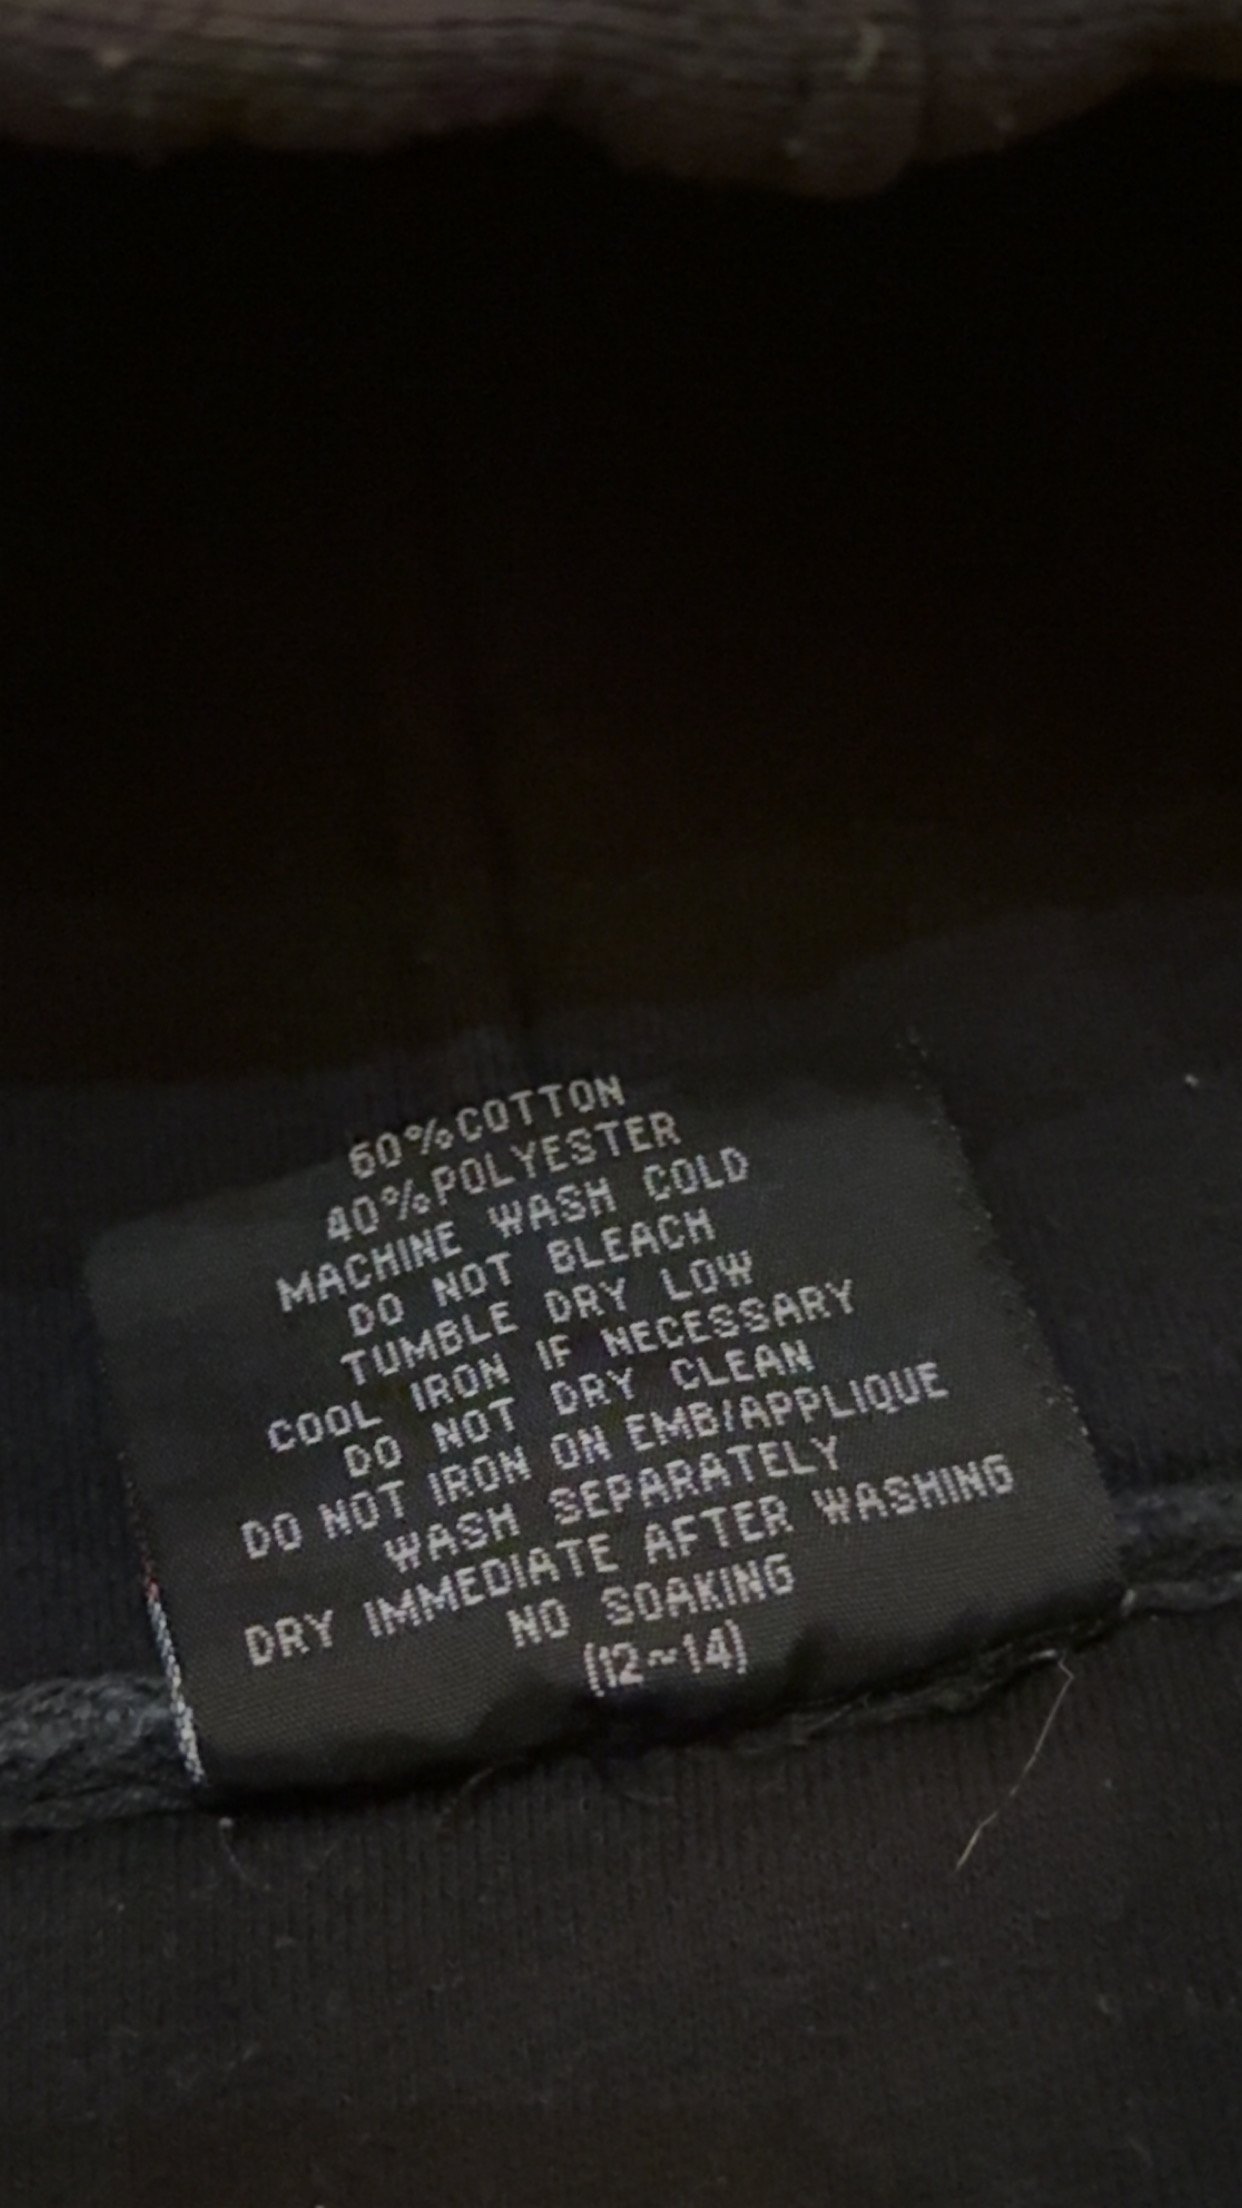 60%COTTON
40%POLYESTER
MACHINE WASH COLD
DO NOT BLEACH
TUMBLE DRY LOW
COOL IRON IF NECESSARY
DO NOT DRY CLEAN
DO NOT IRON ON EMB/APPLIQUE
WASH SEPARATELY
DRY IMMEDIATE AFTER WASHING
NO SOAKING
(12~14)